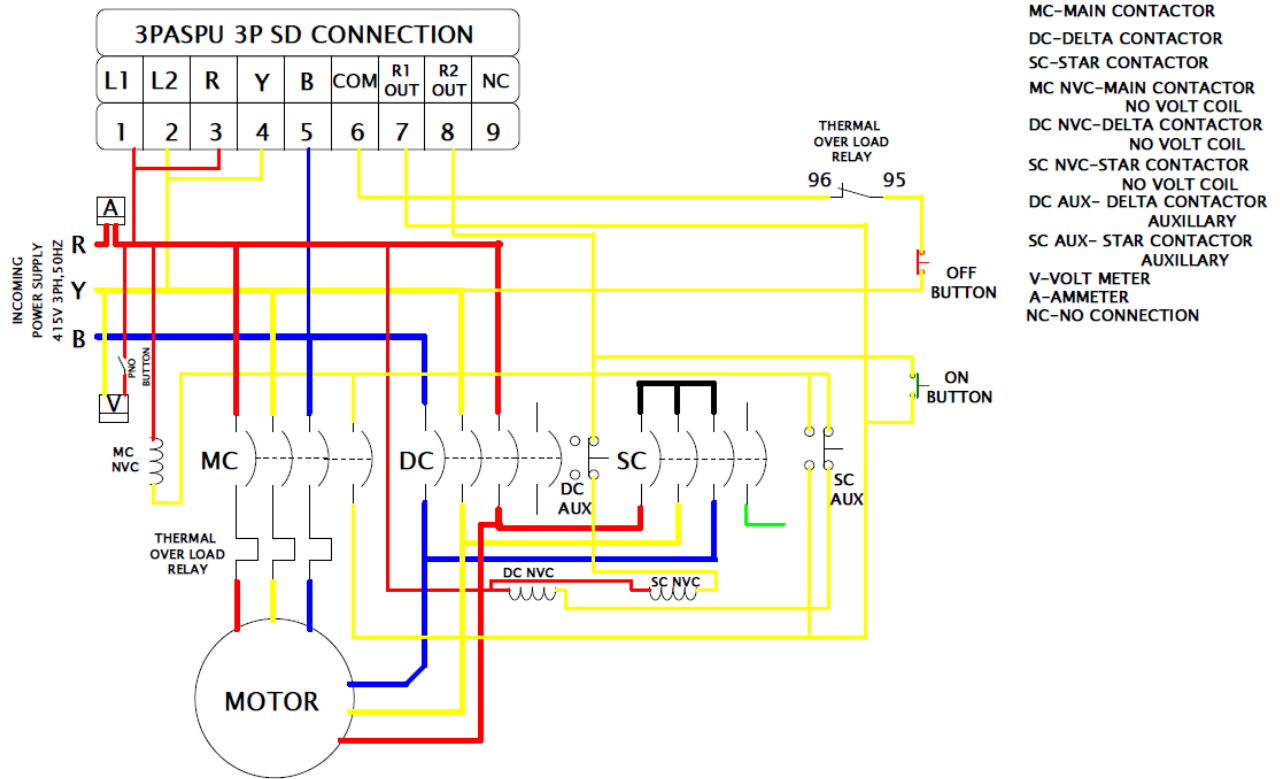 3PASPU 3P SD CONNECTION
L1 L2 R Y B COM R1 OUT R2 OUT NC
1 2 3 4 5 6 7 8 9
MC-MAIN CONTACTOR
DC-DELTA CONTACTOR
SC-STAR CONTACTOR
MC NVC-MAIN CONTACTOR
NO VOLT COIL
DC NVC-DELTA CONTACTOR
NO VOLT COIL
SC NVC-STAR CONTACTOR
NO VOLT COIL
DC AUX- DELTA CONTACTOR
AUXILLARY
SC AUX- STAR CONTACTOR
AUXILLARY
V-VOLT METER
A-AMMETER
NC-NO CONNECTION
THERMAL
OVER LOAD
RELAY
96 95
A
R
Y
B
INCOMING
POWER SUPPLY
415V 3PH,50HZ
OFF
BUTTON
PNO
BUTTON
V
ON
BUTTON
MC
NVC
MC
DC
DC
AUX
SC
SC
AUX
THERMAL
OVER LOAD
RELAY
DC NVC
SC NVC
MOTOR